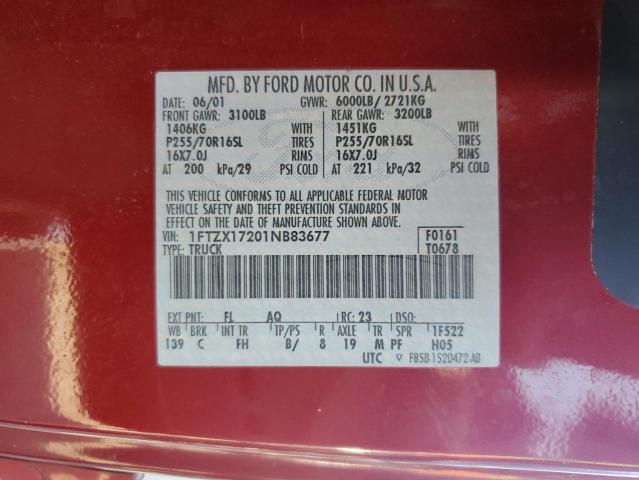 MFD. BY FORD MOTOR CO. IN U.S.A.
DATE: 06/01 GVWR: 6000LB/ 2721KG
FRONT GAWR: 3100LB REAR GAWR: 3200LB
1406KG WITH 1451KG WITH
P255/70R16SL TIRES P255/70R16SL TIRES
16X7.0J RIMS 16X7.0J RIMS
AT 200 kPa/29 PSI COLD AT 221 kPa/32 PSI COLD
THIS VEHICLE CONFORMS TO ALL APPLICABLE FEDERAL MOTOR
VEHICLE SAFETY AND THEFT PREVENTION STANDARDS IN
EFFECT ON THE DATE OF MANUFACTURE SHOWN ABOVE.
VIN: 1FTZX17201NB83677 F0161
TYPE: TRUCK T0678
EXT PNT: FL AQ RC: 23 DSO:
WB BRK INT TR TP/PS R AXLE TR SPR 1F522
139 C FH B/ 8 19 M PF H05
UTC ▽ F85B-1520472-AB